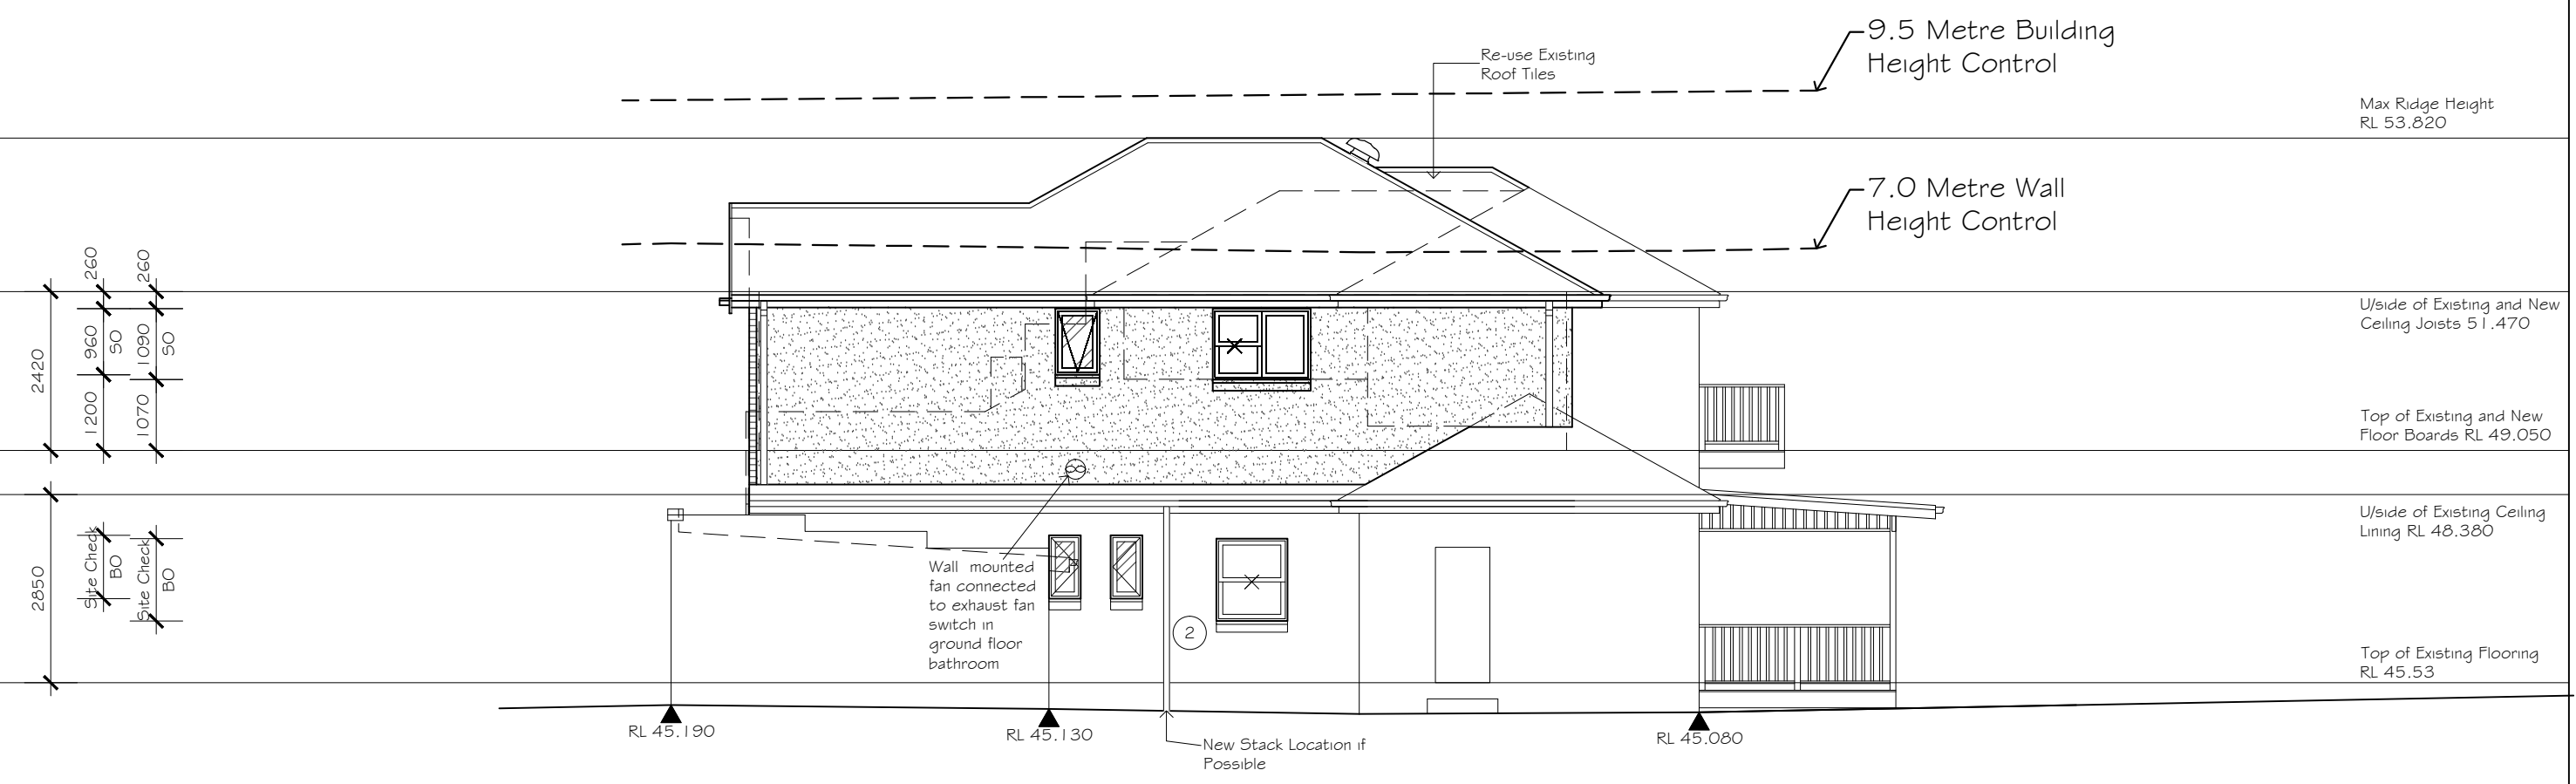 9.5 Metre Building
Height Control
Re-use Existing
Roof Tiles
Max Ridge Height
RL 53.820
7.0 Metre Wall
Height Control
260
260
960
SO
1090
SO
2420
1200
1070
U/side of Existing and New
Ceiling Joists 51.470
Top of Existing and New
Floor Boards RL 49.050
U/side of Existing Ceiling
Lining RL 48.380
Site Check
BO
Site Check
BO
2850
Wall mounted
fan connected
to exhaust fan
switch in
ground floor
bathroom
2
Top of Existing Flooring
RL 45.53
RL 45.190
RL 45.130
RL 45.080
New Stack Location if
Possible